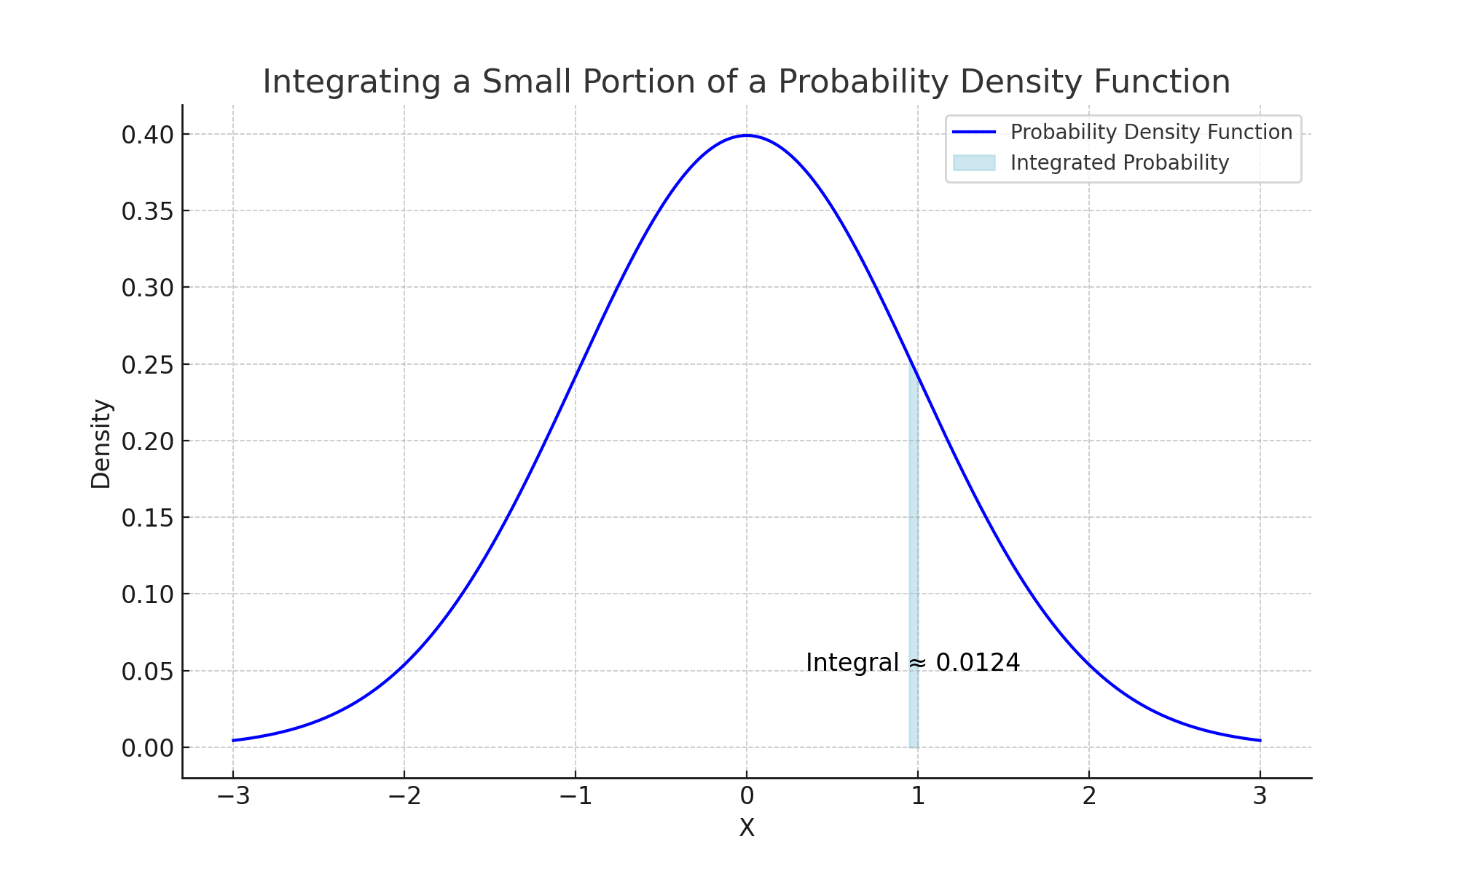 Integrating a Small Portion of a Probability Density Function
Probability Density Function
Integrated Probability
0.40
0.35
0.30
0.25
0.20
0.15
0.10
0.05
0.00
Density
Integral ≈ 0.0124
−3 −2 −1 0 1 2 3
X